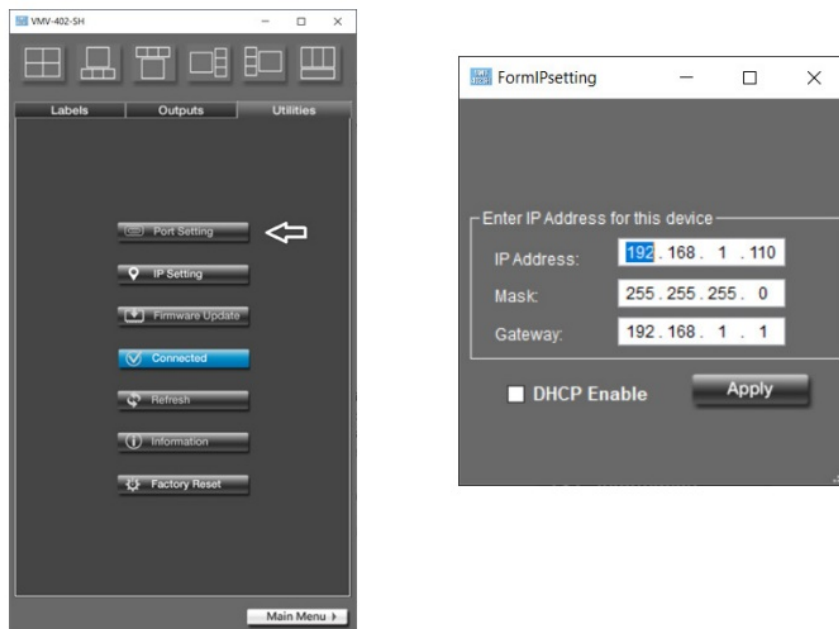 VMV-402-SH
Labels Outputs Utilities
Port Setting
IP Setting
Firmware Update
Connected
Refresh
Information
Factory Reset
Main Menu
FormIPsetting
Enter IP Address for this device
IP Address: 192 . 168 . 1 . 110
Mask: 255 . 255 . 255 . 0
Gateway: 192 . 168 . 1 . 1
DHCP Enable Apply